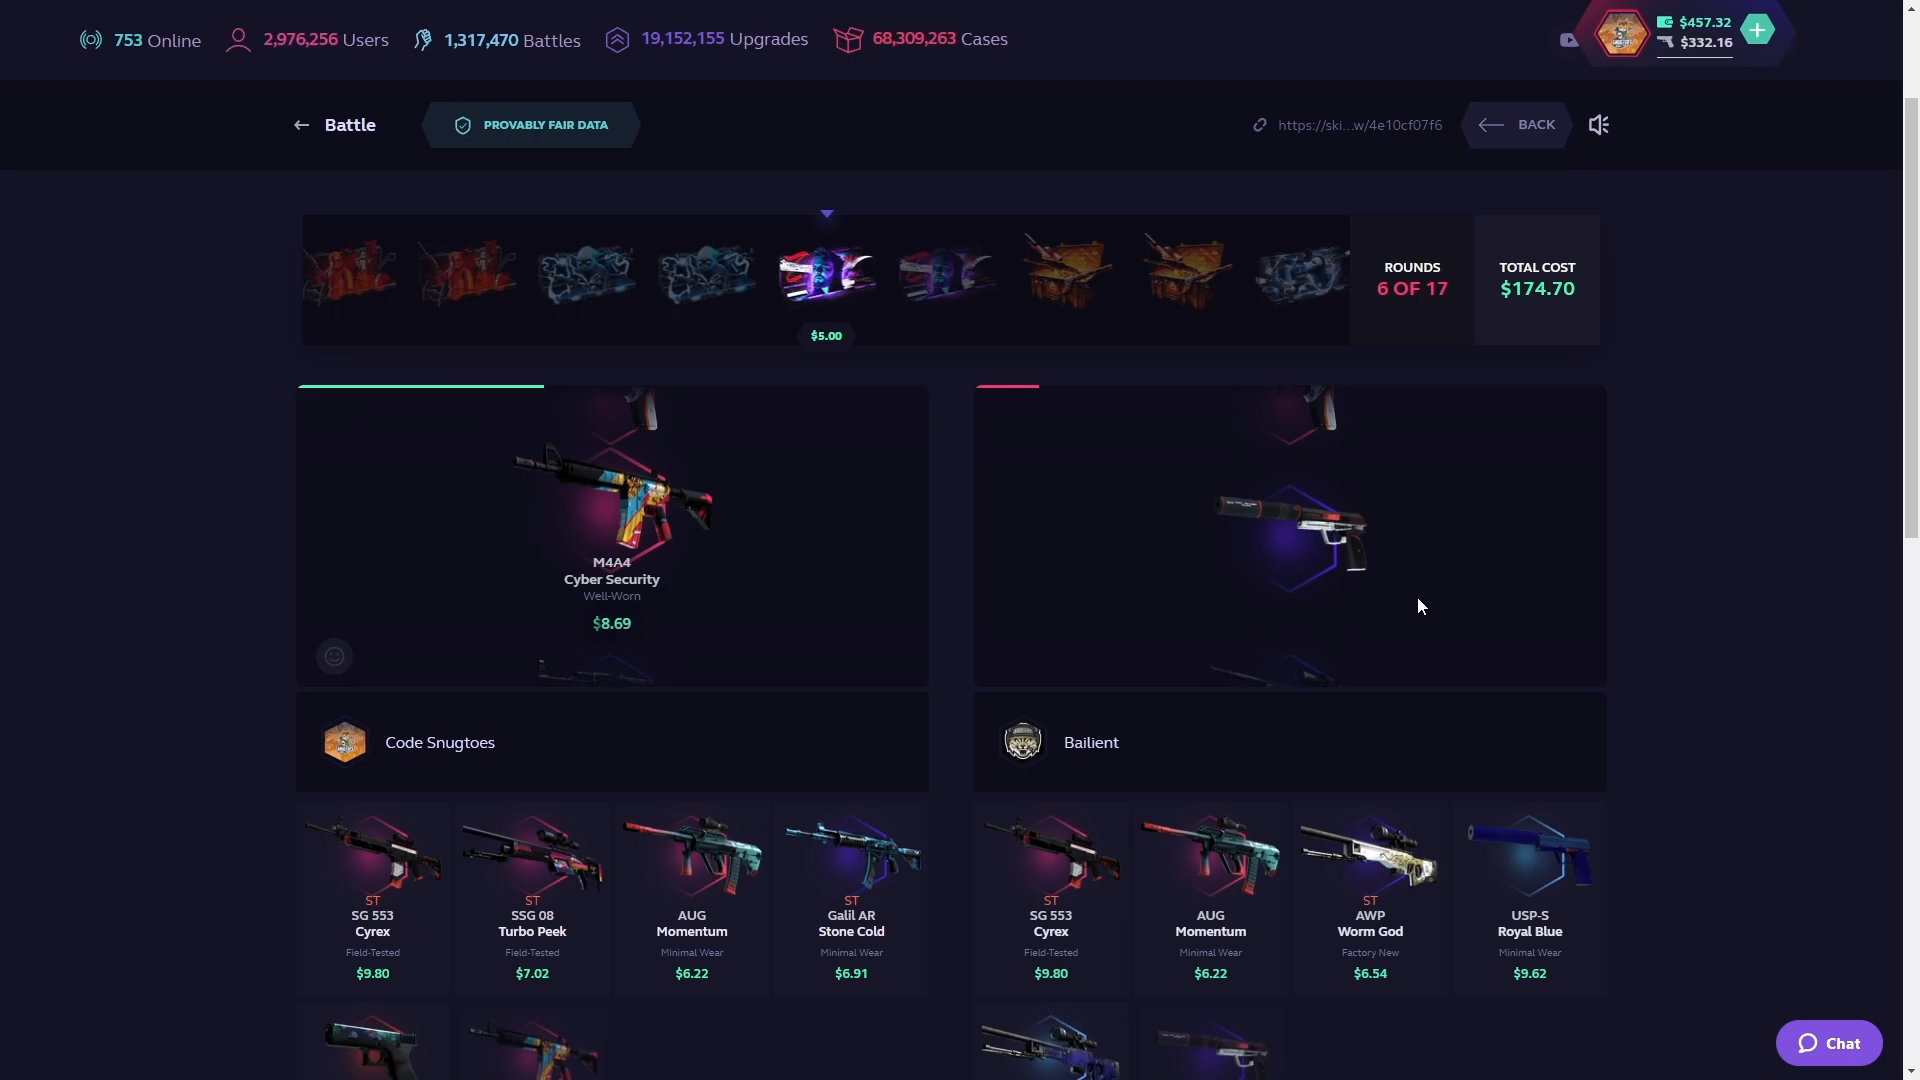 753 Online
2,976,256 Users
1,317,470 Battles
19,152,155 Upgrades
68,309,263 Cases
$457.32
$332.16
Battle
PROVABLY FAIR DATA
https://ski...w/4e10cf07f6
BACK
ROUNDS
6 OF 17
TOTAL COST
$174.70
$5.00
M4A4
Cyber Security
Well-Worn
$8.69
Code Snugtoes
Bailient
ST
SG 553
Cyrex
Field-Tested
$9.80
ST
SSG 08
Turbo Peek
Field-Tested
$7.02
AUG
Momentum
Minimal Wear
$6.22
ST
Galil AR
Stone Cold
Minimal Wear
$6.91
ST
SG 553
Cyrex
Field-Tested
$9.80
AUG
Momentum
Minimal Wear
$6.22
ST
AWP
Worm God
Factory New
$6.54
USP-S
Royal Blue
Minimal Wear
$9.62
Chat